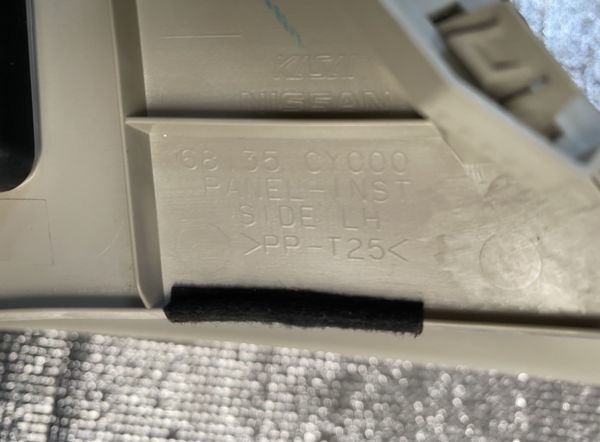 NISSAN
68135 CY000
PANEL-INST
SIDE LH
>PP-T25<